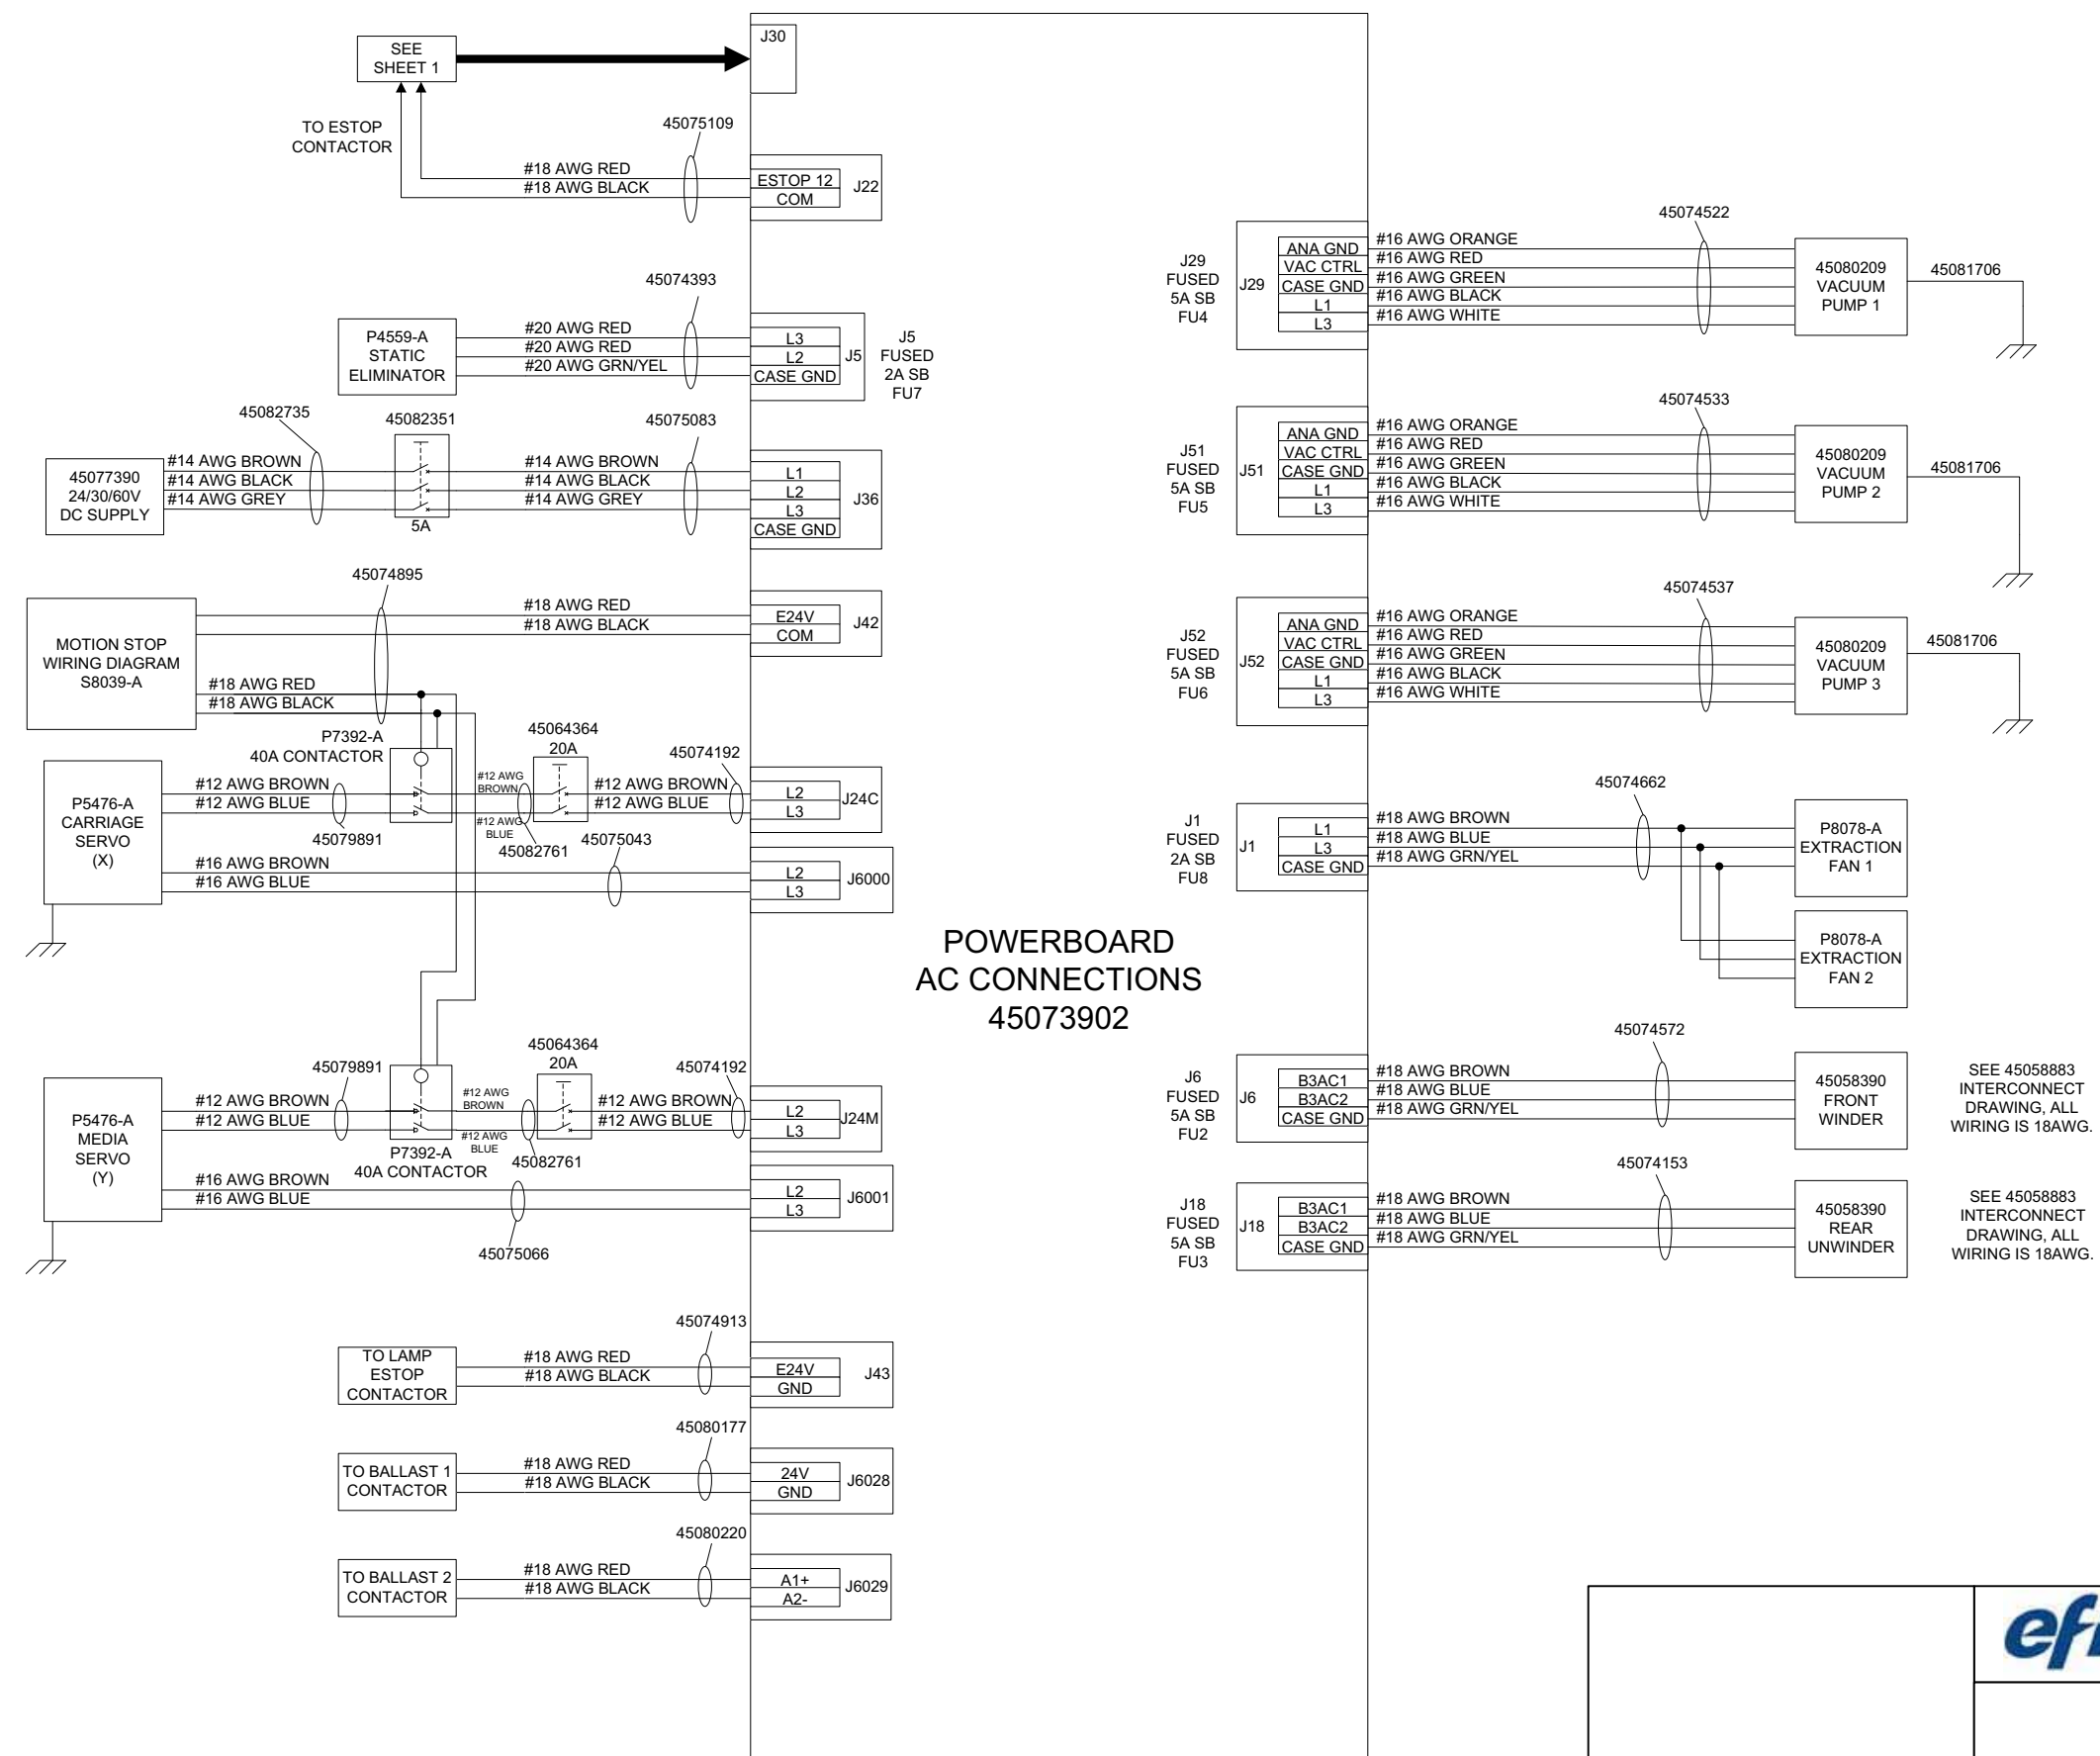 SEE
SHEET 1
J30
TO ESTOP
CONTACTOR
45075109
#18 AWG RED
#18 AWG BLACK
ESTOP 12
COM
J22
45074393
P4559-A
STATIC
ELIMINATOR
#20 AWG RED
#20 AWG RED
#20 AWG GRN/YEL
L3
L2
CASE GND
J5
J5
FUSED
2A SB
FU7
45082735
45082351
45075083
45077390
24/30/60V
DC SUPPLY
#14 AWG BROWN
#14 AWG BLACK
#14 AWG GREY
5A
#14 AWG BROWN
#14 AWG BLACK
#14 AWG GREY
L1
L2
L3
CASE GND
J36
45074895
MOTION STOP
WIRING DIAGRAM
S8039-A
#18 AWG RED
#18 AWG BLACK
E24V
COM
J42
#18 AWG RED
#18 AWG BLACK
P7392-A
40A CONTACTOR
45064364
20A
45074192
P5476-A
CARRIAGE
SERVO
(X)
#12 AWG BROWN
#12 AWG BLUE
45079891
#12 AWG
BROWN
#12 AWG
BLUE
45082761
#12 AWG BROWN
#12 AWG BLUE
L2
L3
J24C
45075043
#16 AWG BROWN
#16 AWG BLUE
L2
L3
J6000
POWERBOARD
AC CONNECTIONS
45073902
45079891
45064364
20A
45074192
P5476-A
MEDIA
SERVO
(Y)
#12 AWG BROWN
#12 AWG BLUE
P7392-A
40A CONTACTOR
#12 AWG
BROWN
#12 AWG
BLUE
45082761
#12 AWG BROWN
#12 AWG BLUE
L2
L3
J24M
#16 AWG BROWN
#16 AWG BLUE
45075066
L2
L3
J6001
45074913
TO LAMP
ESTOP
CONTACTOR
#18 AWG RED
#18 AWG BLACK
E24V
GND
J43
45080177
TO BALLAST 1
CONTACTOR
#18 AWG RED
#18 AWG BLACK
24V
GND
J6028
45080220
TO BALLAST 2
CONTACTOR
#18 AWG RED
#18 AWG BLACK
A1+
A2-
J6029
J29
FUSED
5A SB
FU4
J29
ANA GND
VAC CTRL
CASE GND
L1
L3
#16 AWG ORANGE
#16 AWG RED
#16 AWG GREEN
#16 AWG BLACK
#16 AWG WHITE
45074522
45080209
VACUUM
PUMP 1
45081706
J51
FUSED
5A SB
FU5
J51
ANA GND
VAC CTRL
CASE GND
L1
L3
#16 AWG ORANGE
#16 AWG RED
#16 AWG GREEN
#16 AWG BLACK
#16 AWG WHITE
45074533
45080209
VACUUM
PUMP 2
45081706
J52
FUSED
5A SB
FU6
J52
ANA GND
VAC CTRL
CASE GND
L1
L3
#16 AWG ORANGE
#16 AWG RED
#16 AWG GREEN
#16 AWG BLACK
#16 AWG WHITE
45074537
45080209
VACUUM
PUMP 3
45081706
J1
FUSED
2A SB
FU8
J1
L1
L3
CASE GND
#18 AWG BROWN
#18 AWG BLUE
#18 AWG GRN/YEL
45074662
P8078-A
EXTRACTION
FAN 1
P8078-A
EXTRACTION
FAN 2
J6
FUSED
5A SB
FU2
J6
B3AC1
B3AC2
CASE GND
#18 AWG BROWN
#18 AWG BLUE
#18 AWG GRN/YEL
45074572
45058390
FRONT
WINDER
SEE 45058883
INTERCONNECT
DRAWING, ALL
WIRING IS 18AWG.
J18
FUSED
5A SB
FU3
J18
B3AC1
B3AC2
CASE GND
#18 AWG BROWN
#18 AWG BLUE
#18 AWG GRN/YEL
45074153
45058390
REAR
UNWINDER
SEE 45058883
INTERCONNECT
DRAWING, ALL
WIRING IS 18AWG.
efi